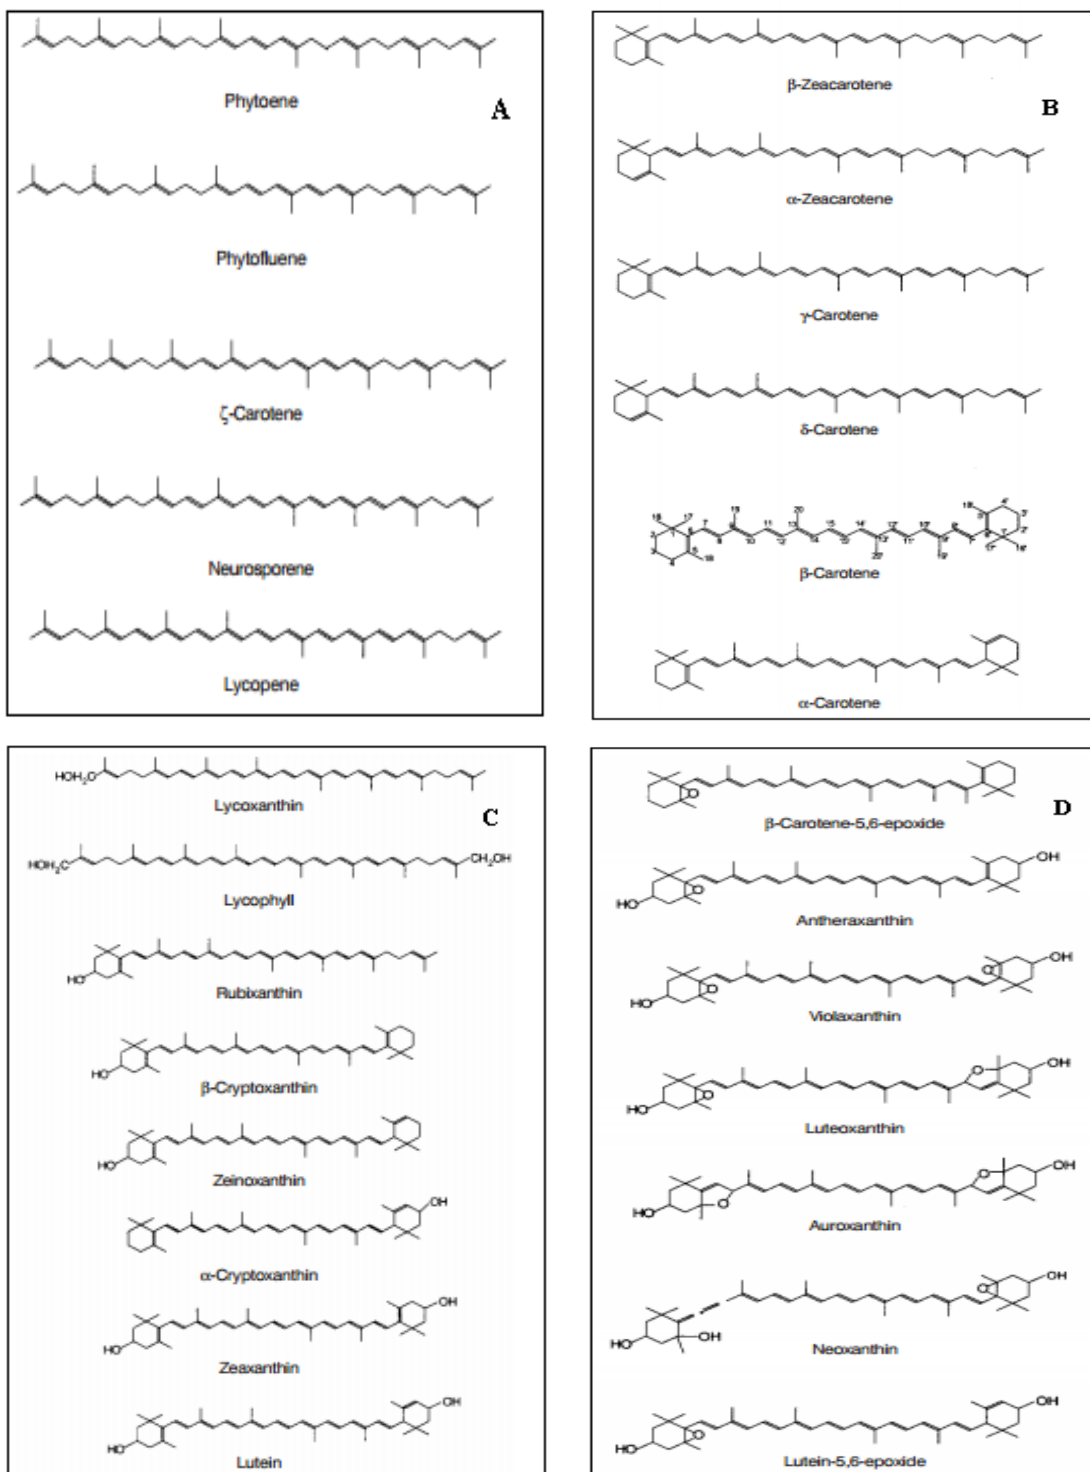 Phytoene
A
Phytofluene
ζ-Carotene
Neurosporene
Lycopene
β-Zeacarotene
B
α-Zeacarotene
γ-Carotene
δ-Carotene
β-Carotene
α-Carotene
HOH₂C
Lycoxanthin
C
HOH₂C
CH₂OH
Lycophyll
HO
Rubixanthin
HO
β-Cryptoxanthin
HO
Zeinoxanthin
OH
α-Cryptoxanthin
OH
HO
Zeaxanthin
OH
HO
Lutein
O
β-Carotene-5,6-epoxide
D
OH
O
HO
Antheraxanthin
OH
O
O
HO
Violaxanthin
OH
O
O
HO
Luteoxanthin
OH
O
O
HO
Auroxanthin
OH
O
OH
HO
Neoxanthin
OH
O
HO
Lutein-5,6-epoxide